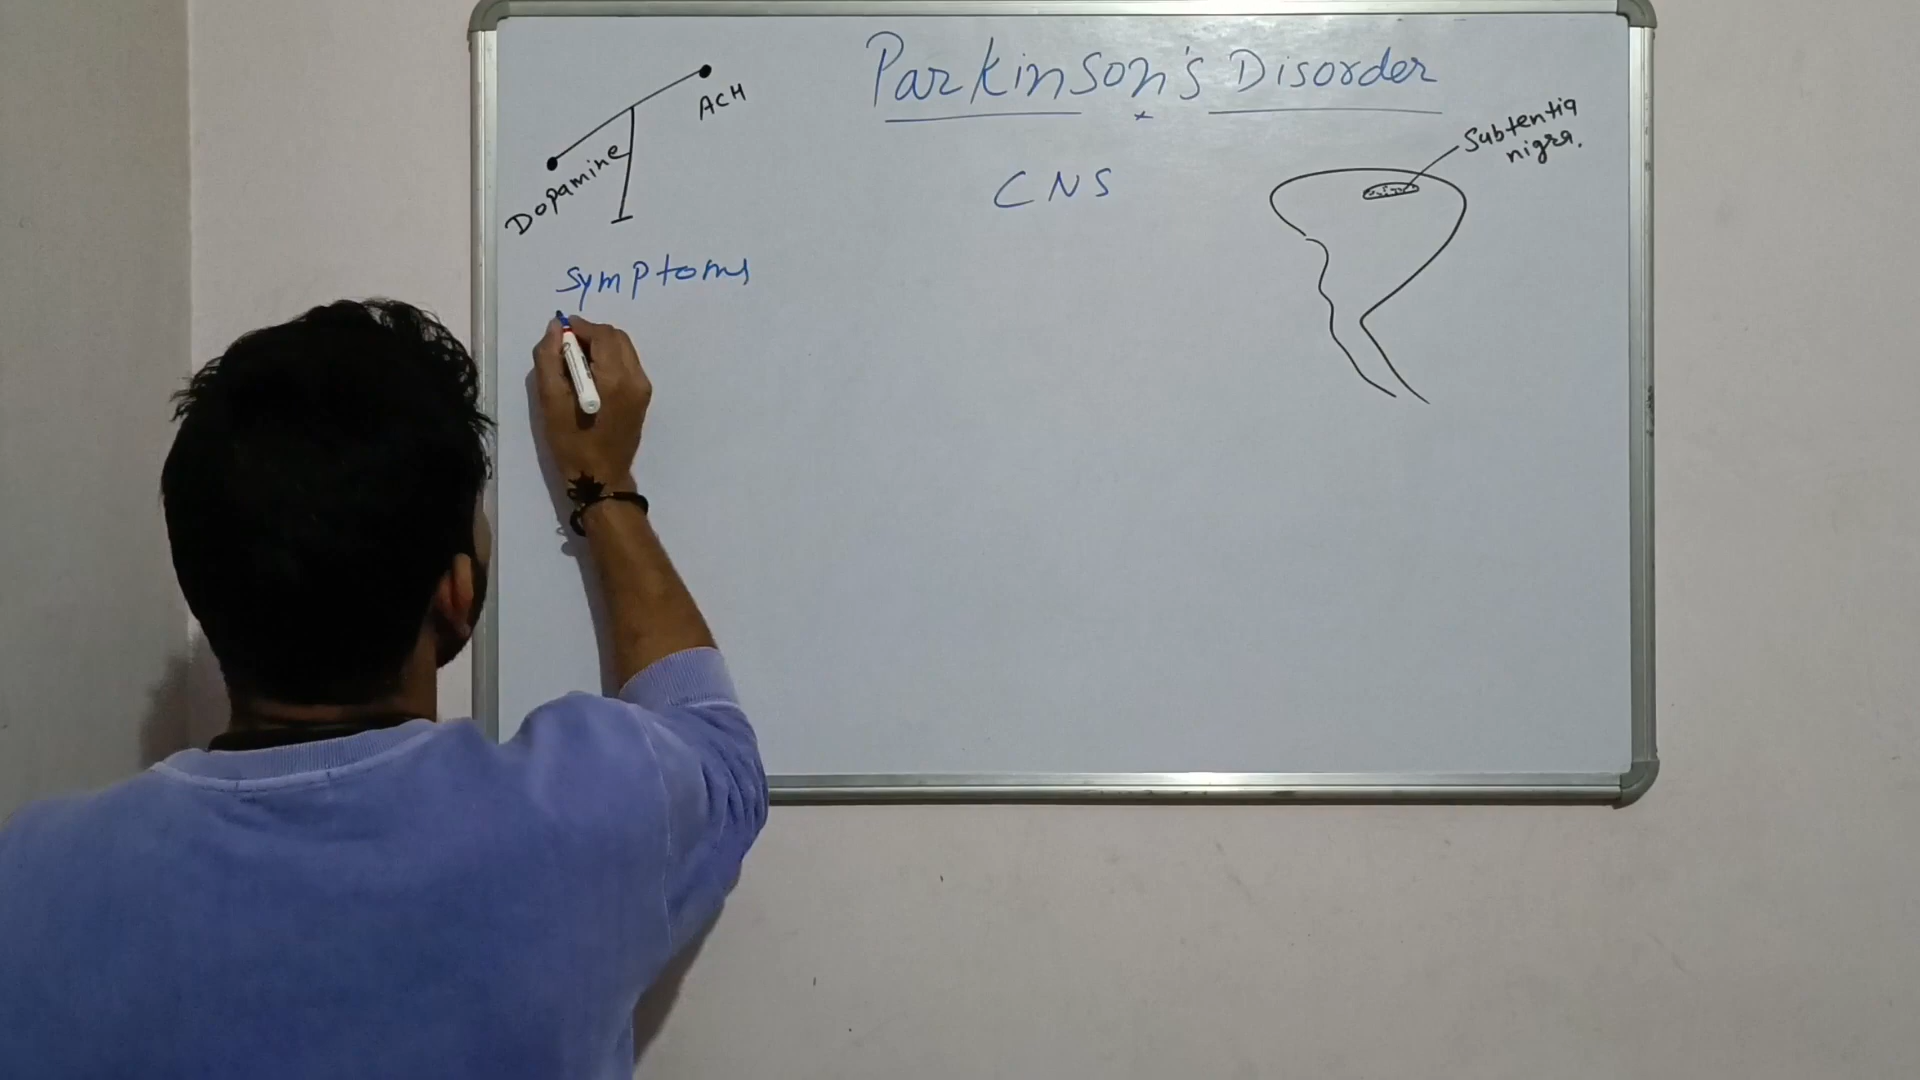 Parkinson's Disorder
ACH
Dopamine
CNS
Subtentia
nigra.
Symptoms